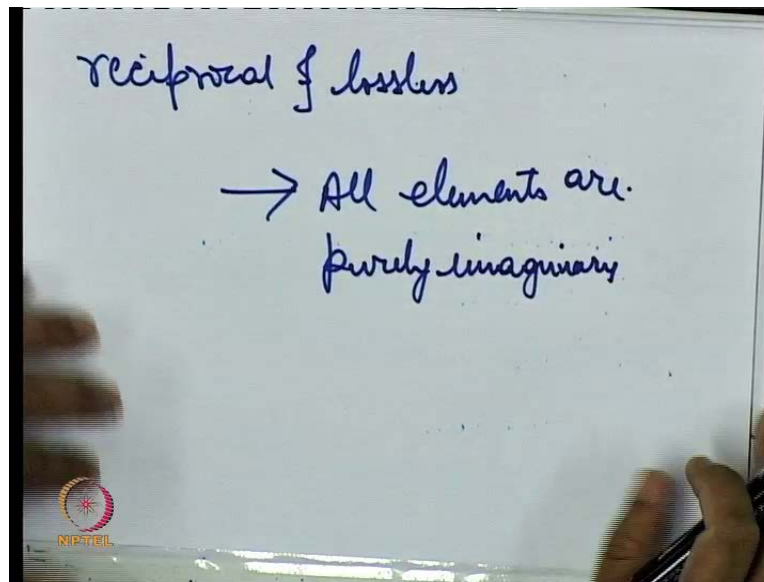 reciprocal & lossless
→ All elements are.
purely imaginary
NPTEL